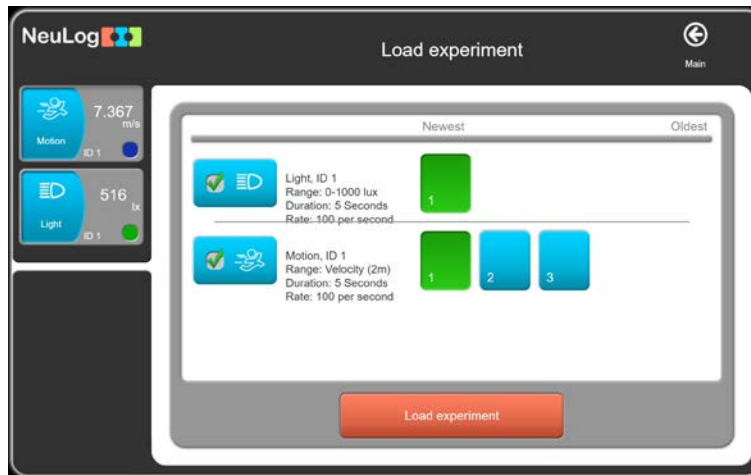 NeuLog
Load experiment
Main
7.367
m/s
Motion
ID 1
516
lx
Light
ID 1
Newest
Oldest
Light, ID 1
Range: 0-1000 lux
Duration: 5 Seconds
Rate: 100 per second
1
Motion, ID 1
Range: Velocity (2m)
Duration: 5 Seconds
Rate: 100 per second
1
2
3
Load experiment